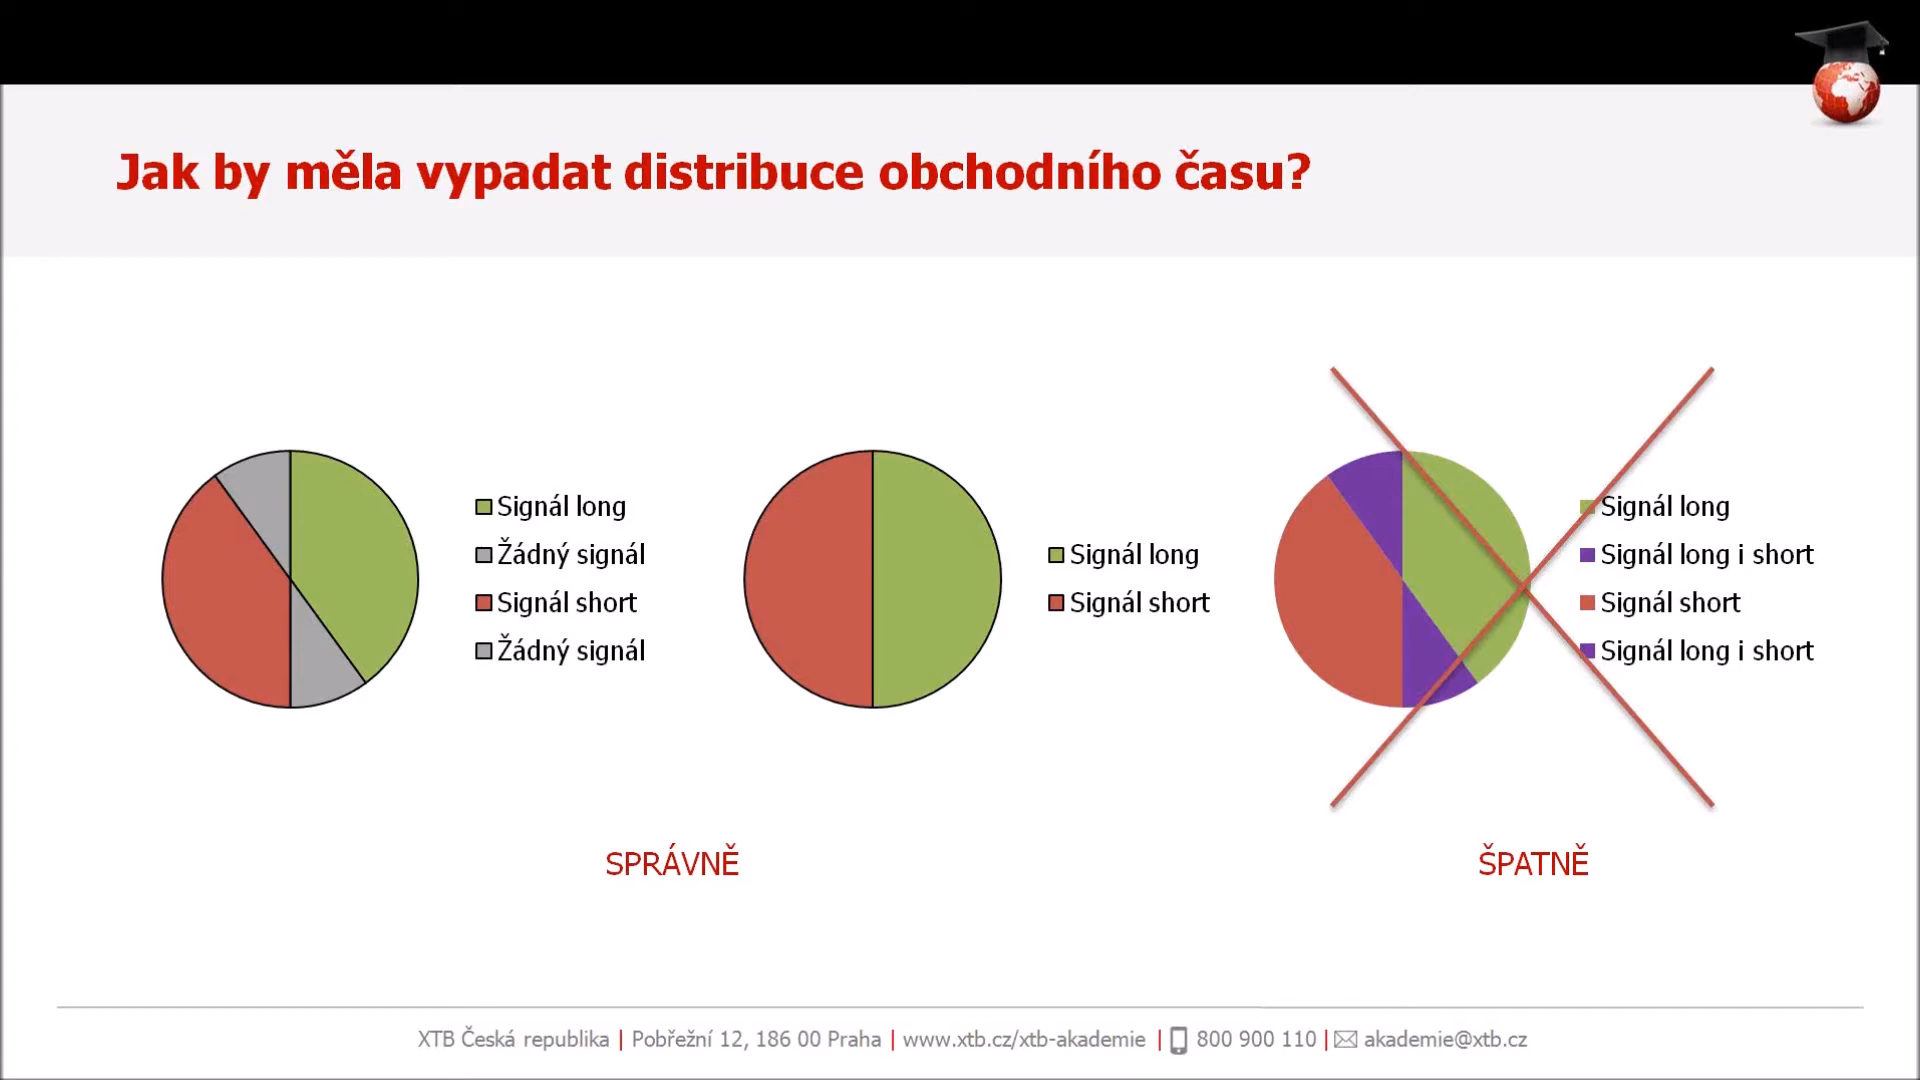 Jak by měla vypadat distribuce obchodního času?
Signál long
Žádný signál
Signál short
Žádný signál
Signál long
Signál short
Signál long
Signál long i short
Signál short
Signál long i short
SPRÁVNĚ
ŠPATNĚ
XTB Česká republika | Pobřežní 12, 186 00 Praha | www.xtb.cz/xtb-akademie | 800 900 110 | akademie@xtb.cz